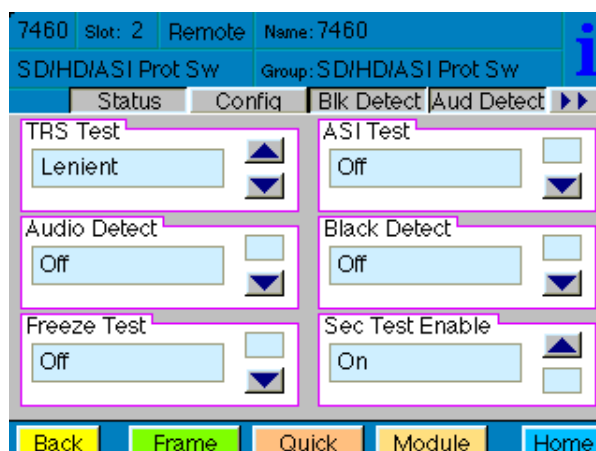 7460 Slot: 2 Remote Name: 7460
SD/HD/ASI Prot Sw Group: SD/HD/ASI Prot Sw
i
Status Config Blk Detect Aud Detect
TRS Test ASI Test
Lenient Off
Audio Detect Black Detect
Off Off
Freeze Test Sec Test Enable
Off On
Back Frame Quick Module Home